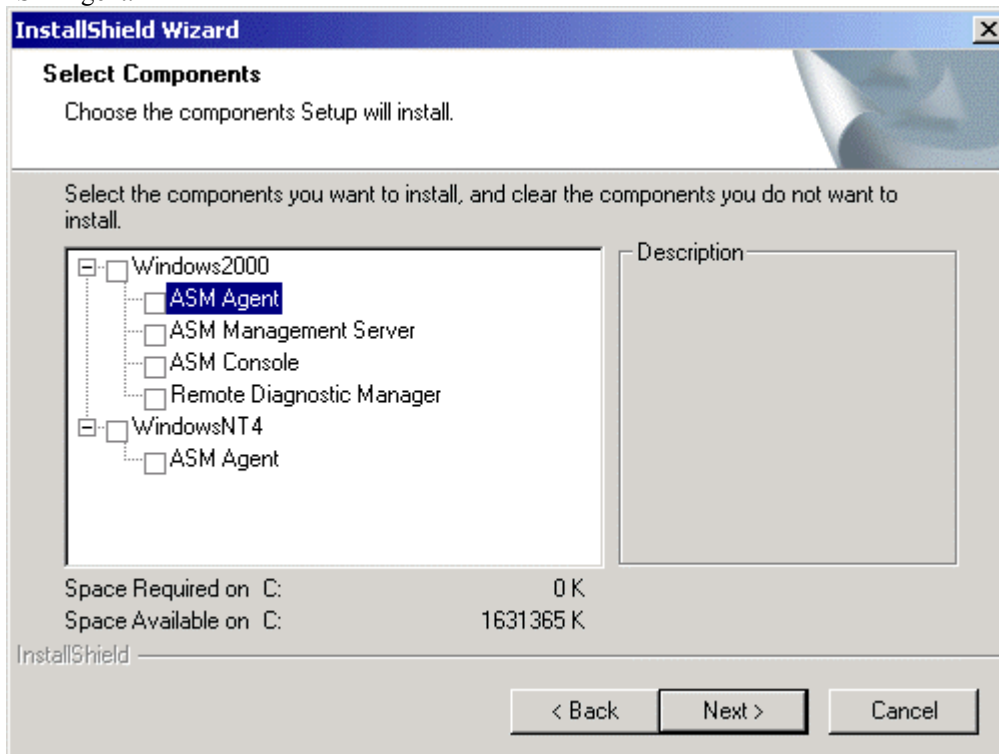 InstallShield Wizard
Select Components
Choose the components Setup will install.
Select the components you want to install, and clear the components you do not want to
install.
Windows2000
ASM Agent
ASM Management Server
ASM Console
Remote Diagnostic Manager
WindowsNT4
ASM Agent
Description
Space Required on C: 0 K
Space Available on C: 1631365 K
InstallShield
< Back Next > Cancel